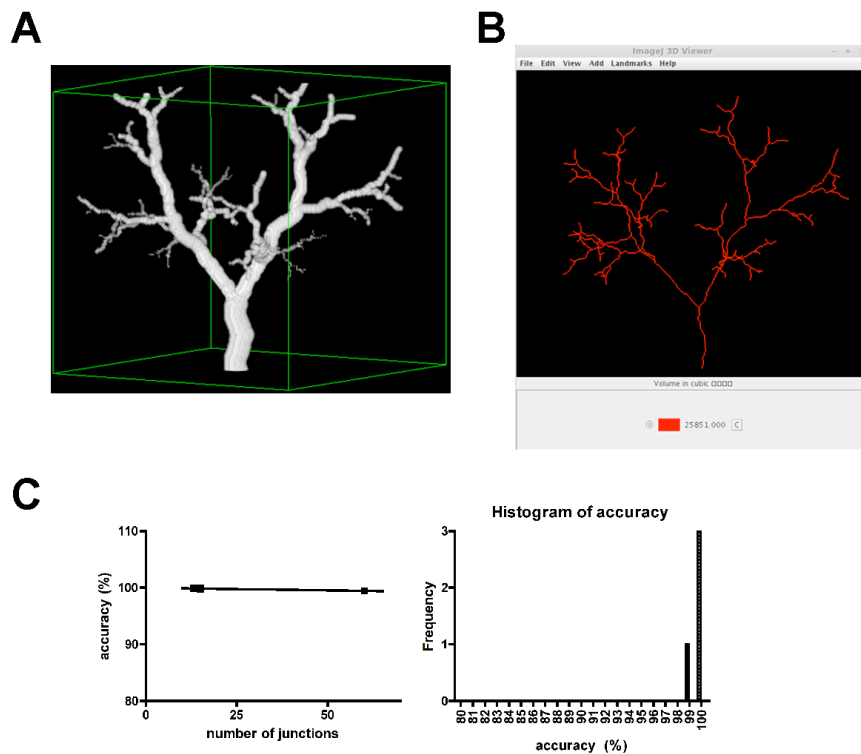 A
B
ImageJ 3D Viewer
File Edit View Add Landmarks Help
Volume in cubic □□□□
25851.000 C
C
110
100
90
80
accuracy (%)
0 25 50
number of junctions
Histogram of accuracy
3
2
1
0
Frequency
80 81 82 83 84 85 86 87 88 89 90 91 92 93 94 95 96 97 98 99 100
accuracy (%)